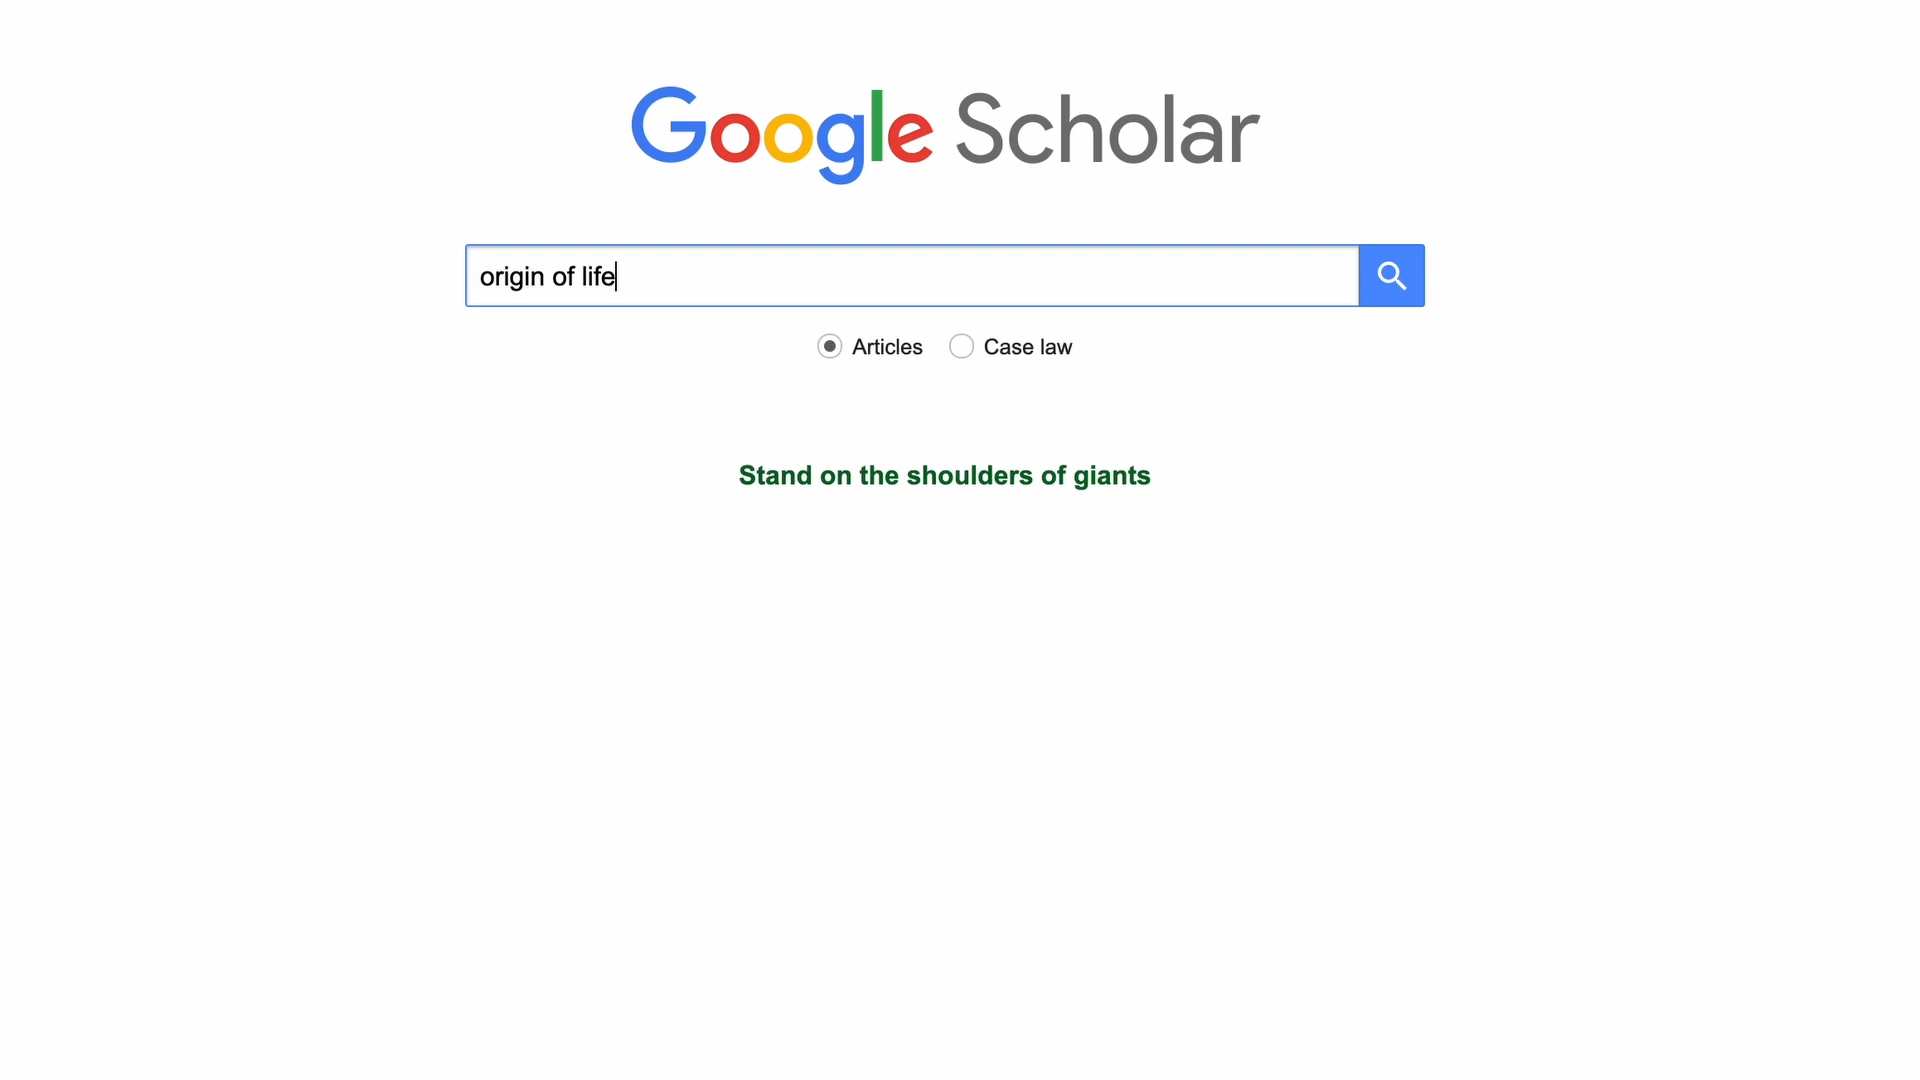 Google Scholar
origin of life
Articles Case law
Stand on the shoulders of giants